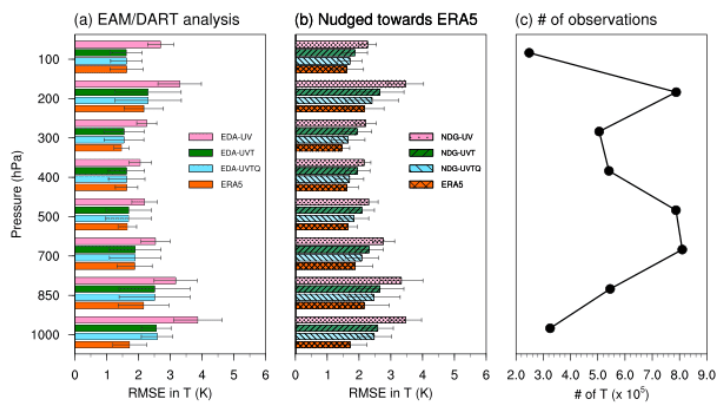 (a) EAM/DART analysis
(b) Nudged towards ERA5
(c) # of observations
Pressure (hPa)
100
200
300
400
500
700
850
1000
EDA-UV
EDA-UVT
EDA-UVTQ
ERA5
0 1 2 3 4 5 6
RMSE in T (K)
NDG-UV
NDG-UVT
NDG-UVTQ
ERA5
0 1 2 3 4 5 6
RMSE in T (K)
2.0 3.0 4.0 5.0 6.0 7.0 8.0 9.0
# of T (x 10⁵)